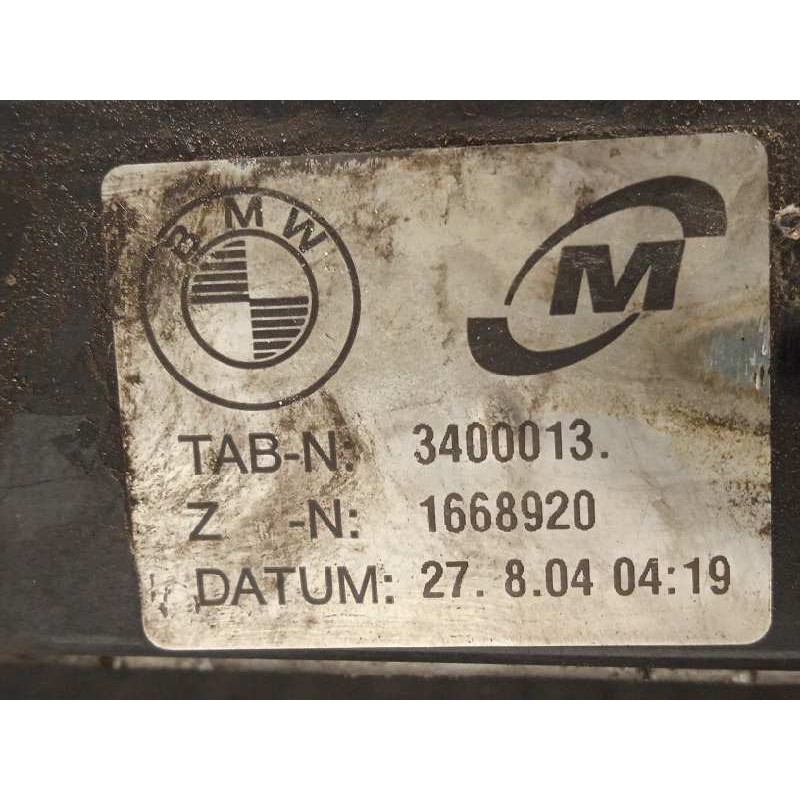 BMW
M
TAB-N: 3400013.
Z -N: 1668920
DATUM: 27. 8.04 04:19